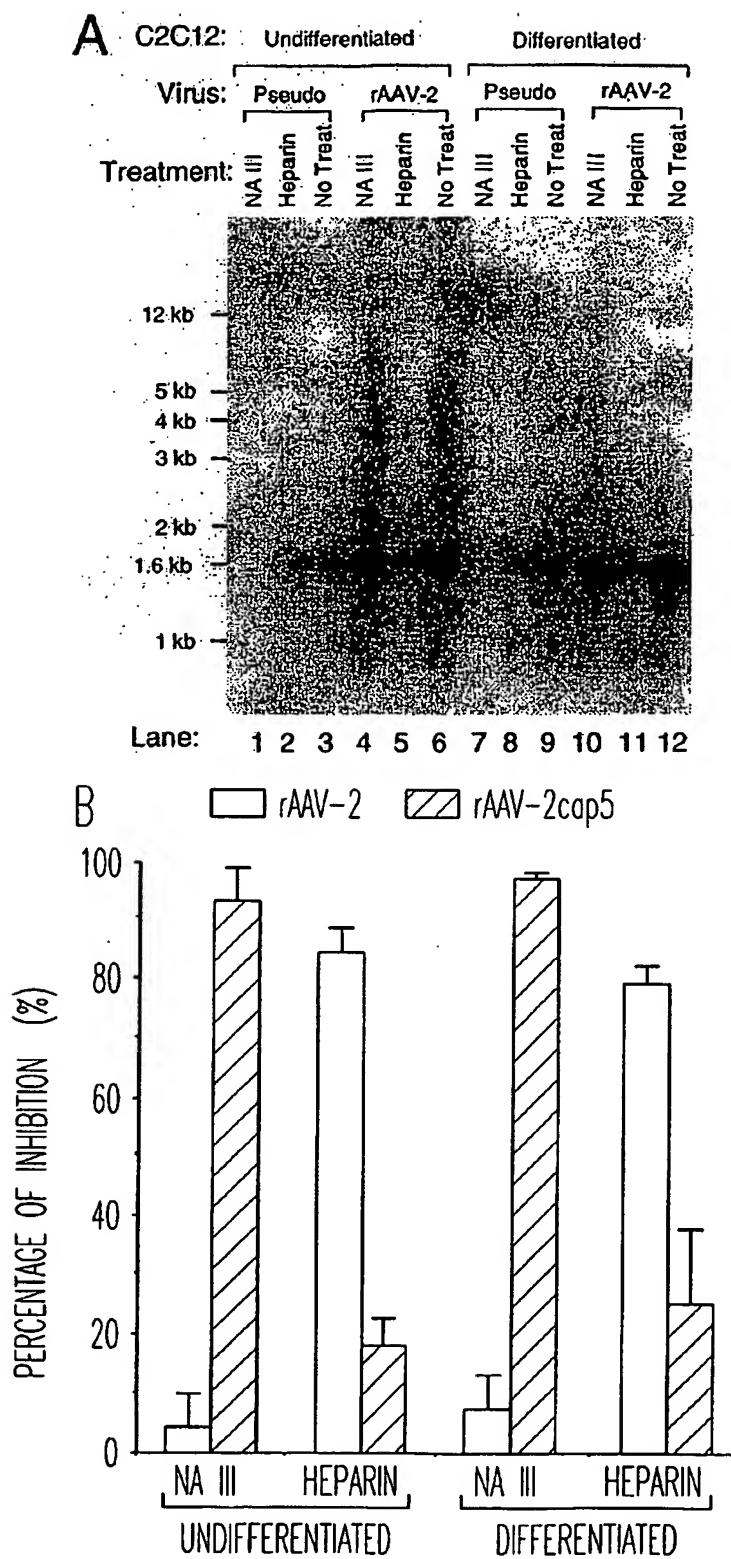 A C2C12: Undifferentiated Differentiated
Virus: Pseudo rAAV-2 Pseudo rAAV-2
Treatment: NA III Heparin No Treat NA III Heparin No Treat NA III Heparin No Treat NA III Heparin No Treat
12 kb
5 kb
4 kb
3 kb
2 kb
1.6 kb
1 kb
Lane: 1 2 3 4 5 6 7 8 9 10 11 12
B rAAV-2 rAAV-2cap5
PERCENTAGE OF INHIBITION (%)
100
80
60
40
20
0
NA III HEPARIN NA III HEPARIN
UNDIFFERENTIATED DIFFERENTIATED